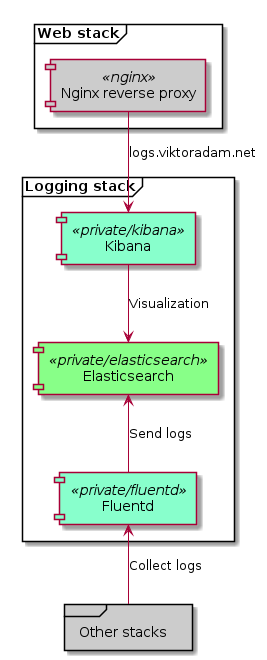 Web stack
«nginx»
Nginx reverse proxy
logs.viktoradam.net
Logging stack
«private/kibana»
Kibana
Visualization
«private/elasticsearch»
Elasticsearch
Send logs
«private/fluentd»
Fluentd
Collect logs
Other stacks